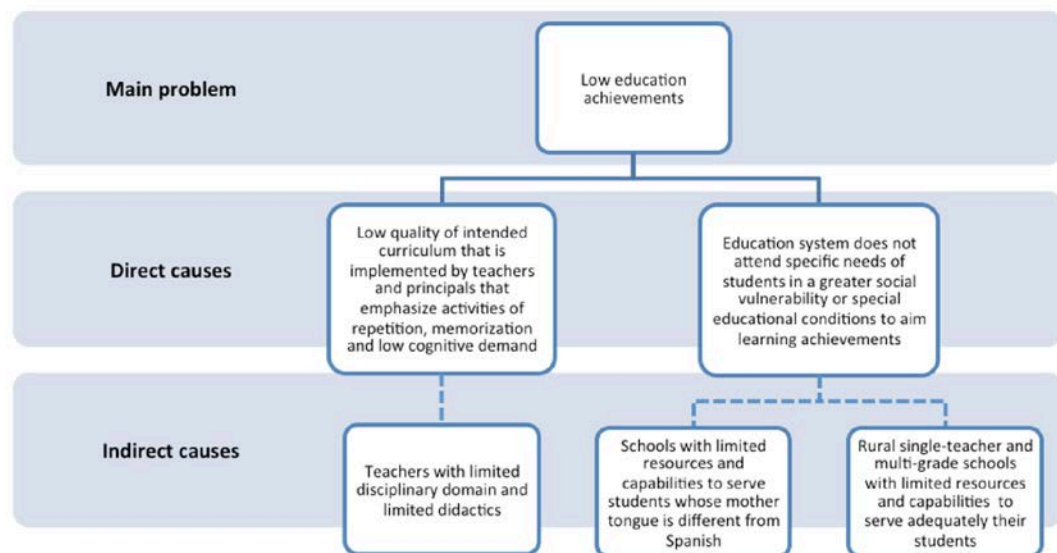 Main problem
Low education
achievements
Direct causes
Low quality of intended
curriculum that is
implemented by teachers
and principals that
emphasize activities of
repetition, memorization
and low cognitive demand
Education system does not
attend specific needs of
students in a greater social
vulnerability or special
educational conditions to aim
learning achievements
Indirect causes
Teachers with limited
disciplinary domain and
limited didactics
Schools with limited
resources and
capabilities to serve
students whose mother
tongue is different from
Spanish
Rural single-teacher and
multi-grade schools
with limited resources
and capabilities to
serve adequately their
students